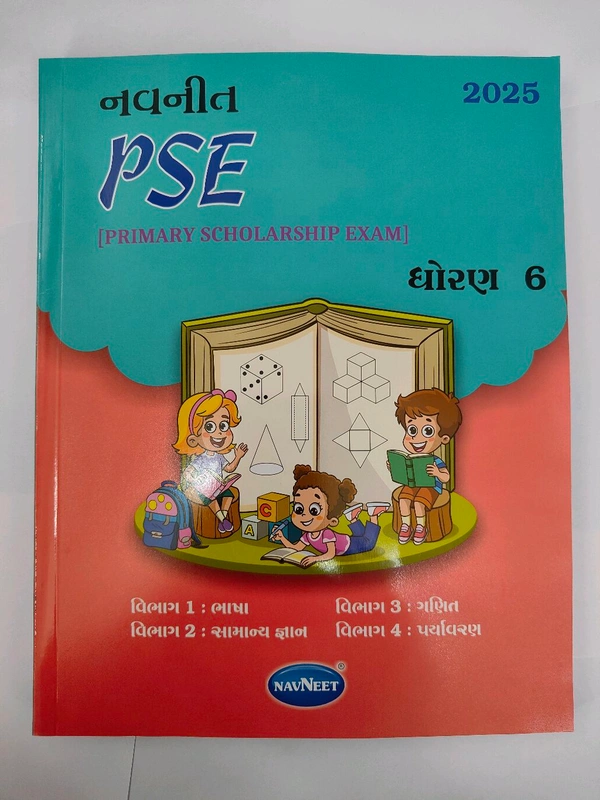 નવનીત
2025
PSE
[PRIMARY SCHOLARSHIP EXAM]
ધોરણ 6
C
A
વિભાગ 1 : ભાષા
વિભાગ 3 : ગણિત
વિભાગ 2 : સામાન્ય જ્ઞાન
વિભાગ 4 : પર્યાવરણ
NAVNEET®